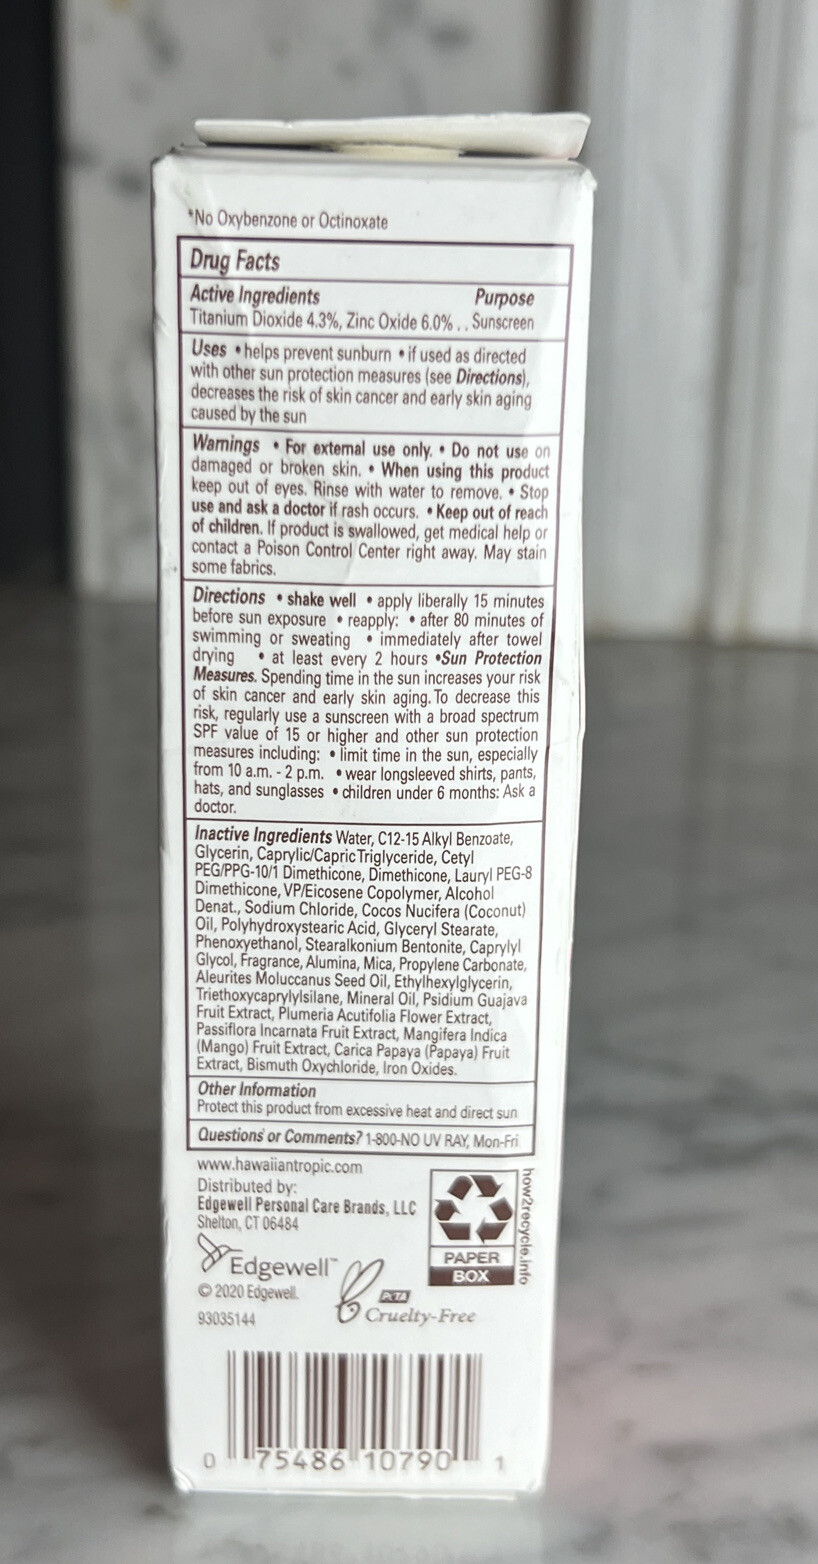 *No Oxybenzone or Octinoxate
Drug Facts
Active Ingredients Purpose
Titanium Dioxide 4.3%, Zinc Oxide 6.0% . . Sunscreen
Uses • helps prevent sunburn • if used as directed
with other sun protection measures (see Directions),
decreases the risk of skin cancer and early skin aging
caused by the sun
Warnings • For external use only. • Do not use on
damaged or broken skin. • When using this product
keep out of eyes. Rinse with water to remove. • Stop
use and ask a doctor if rash occurs. • Keep out of reach
of children. If product is swallowed, get medical help or
contact a Poison Control Center right away. May stain
some fabrics.
Directions • shake well • apply liberally 15 minutes
before sun exposure • reapply: • after 80 minutes of
swimming or sweating • immediately after towel
drying • at least every 2 hours •Sun Protection
Measures. Spending time in the sun increases your risk
of skin cancer and early skin aging. To decrease this
risk, regularly use a sunscreen with a broad spectrum
SPF value of 15 or higher and other sun protection
measures including: • limit time in the sun, especially
from 10 a.m. - 2 p.m. • wear longsleeved shirts, pants,
hats, and sunglasses • children under 6 months: Ask a
doctor.
Inactive Ingredients Water, C12-15 Alkyl Benzoate,
Glycerin, Caprylic/Capric Triglyceride, Cetyl
PEG/PPG-10/1 Dimethicone, Dimethicone, Lauryl PEG-8
Dimethicone, VP/Eicosene Copolymer, Alcohol
Denat., Sodium Chloride, Cocos Nucifera (Coconut)
Oil, Polyhydroxystearic Acid, Glyceryl Stearate,
Phenoxyethanol, Stearalkonium Bentonite, Caprylyl
Glycol, Fragrance, Alumina, Mica, Propylene Carbonate,
Aleurites Moluccanus Seed Oil, Ethylhexylglycerin,
Triethoxycaprylylsilane, Mineral Oil, Psidium Guajava
Fruit Extract, Plumeria Acutifolia Flower Extract,
Passiflora Incarnata Fruit Extract, Mangifera Indica
(Mango) Fruit Extract, Carica Papaya (Papaya) Fruit
Extract, Bismuth Oxychloride, Iron Oxides.
Other Information
Protect this product from excessive heat and direct sun
Questions or Comments? 1-800-NO UV RAY, Mon-Fri
www.hawaiiantropic.com
Distributed by:
Edgewell Personal Care Brands, LLC
Shelton, CT 06484
Edgewell™
© 2020 Edgewell.
93035144
PAPER
BOX
how2recycle.info
PETA
Cruelty-Free
0 75486 10790 1